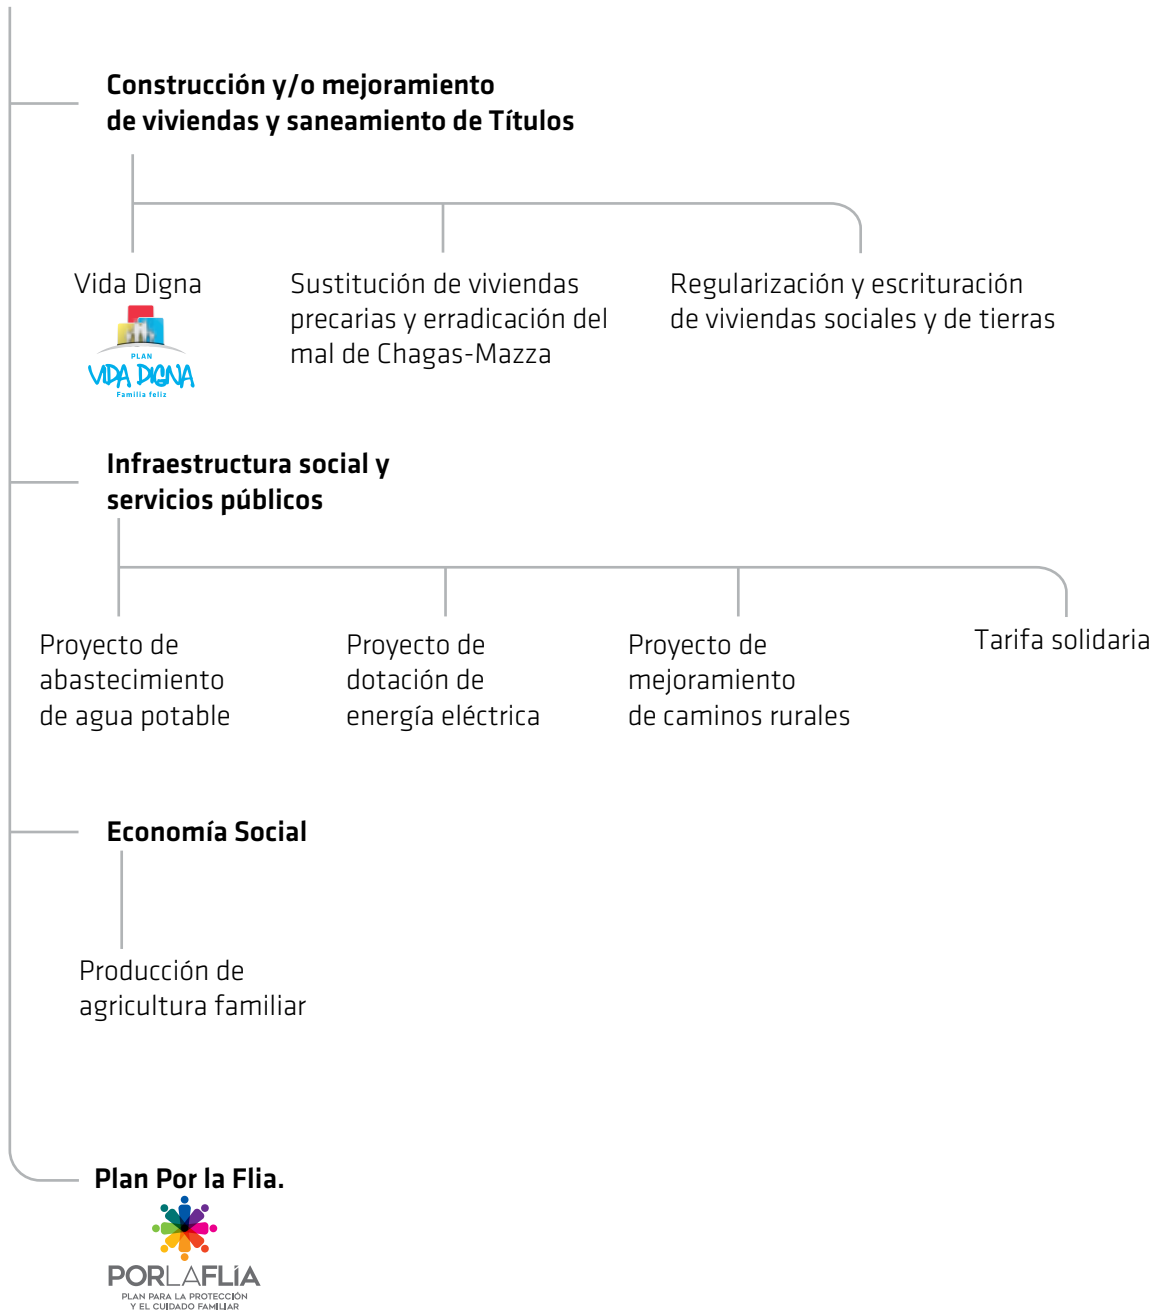 Construcción y/o mejoramiento
de viviendas y saneamiento de Títulos
Vida Digna
PLAN
VIDA DIGNA
Familia feliz
Sustitución de viviendas
precarias y erradicación del
mal de Chagas-Mazza
Regularización y escrituración
de viviendas sociales y de tierras
Infraestructura social y
servicios públicos
Proyecto de
abastecimiento
de agua potable
Proyecto de
dotación de
energía eléctrica
Proyecto de
mejoramiento
de caminos rurales
Tarifa solidaria
Economía Social
Producción de
agricultura familiar
Plan Por la Flia.
PORLAFLÍA
PLAN PARA LA PROTECCIÓN
Y EL CUIDADO FAMILIAR